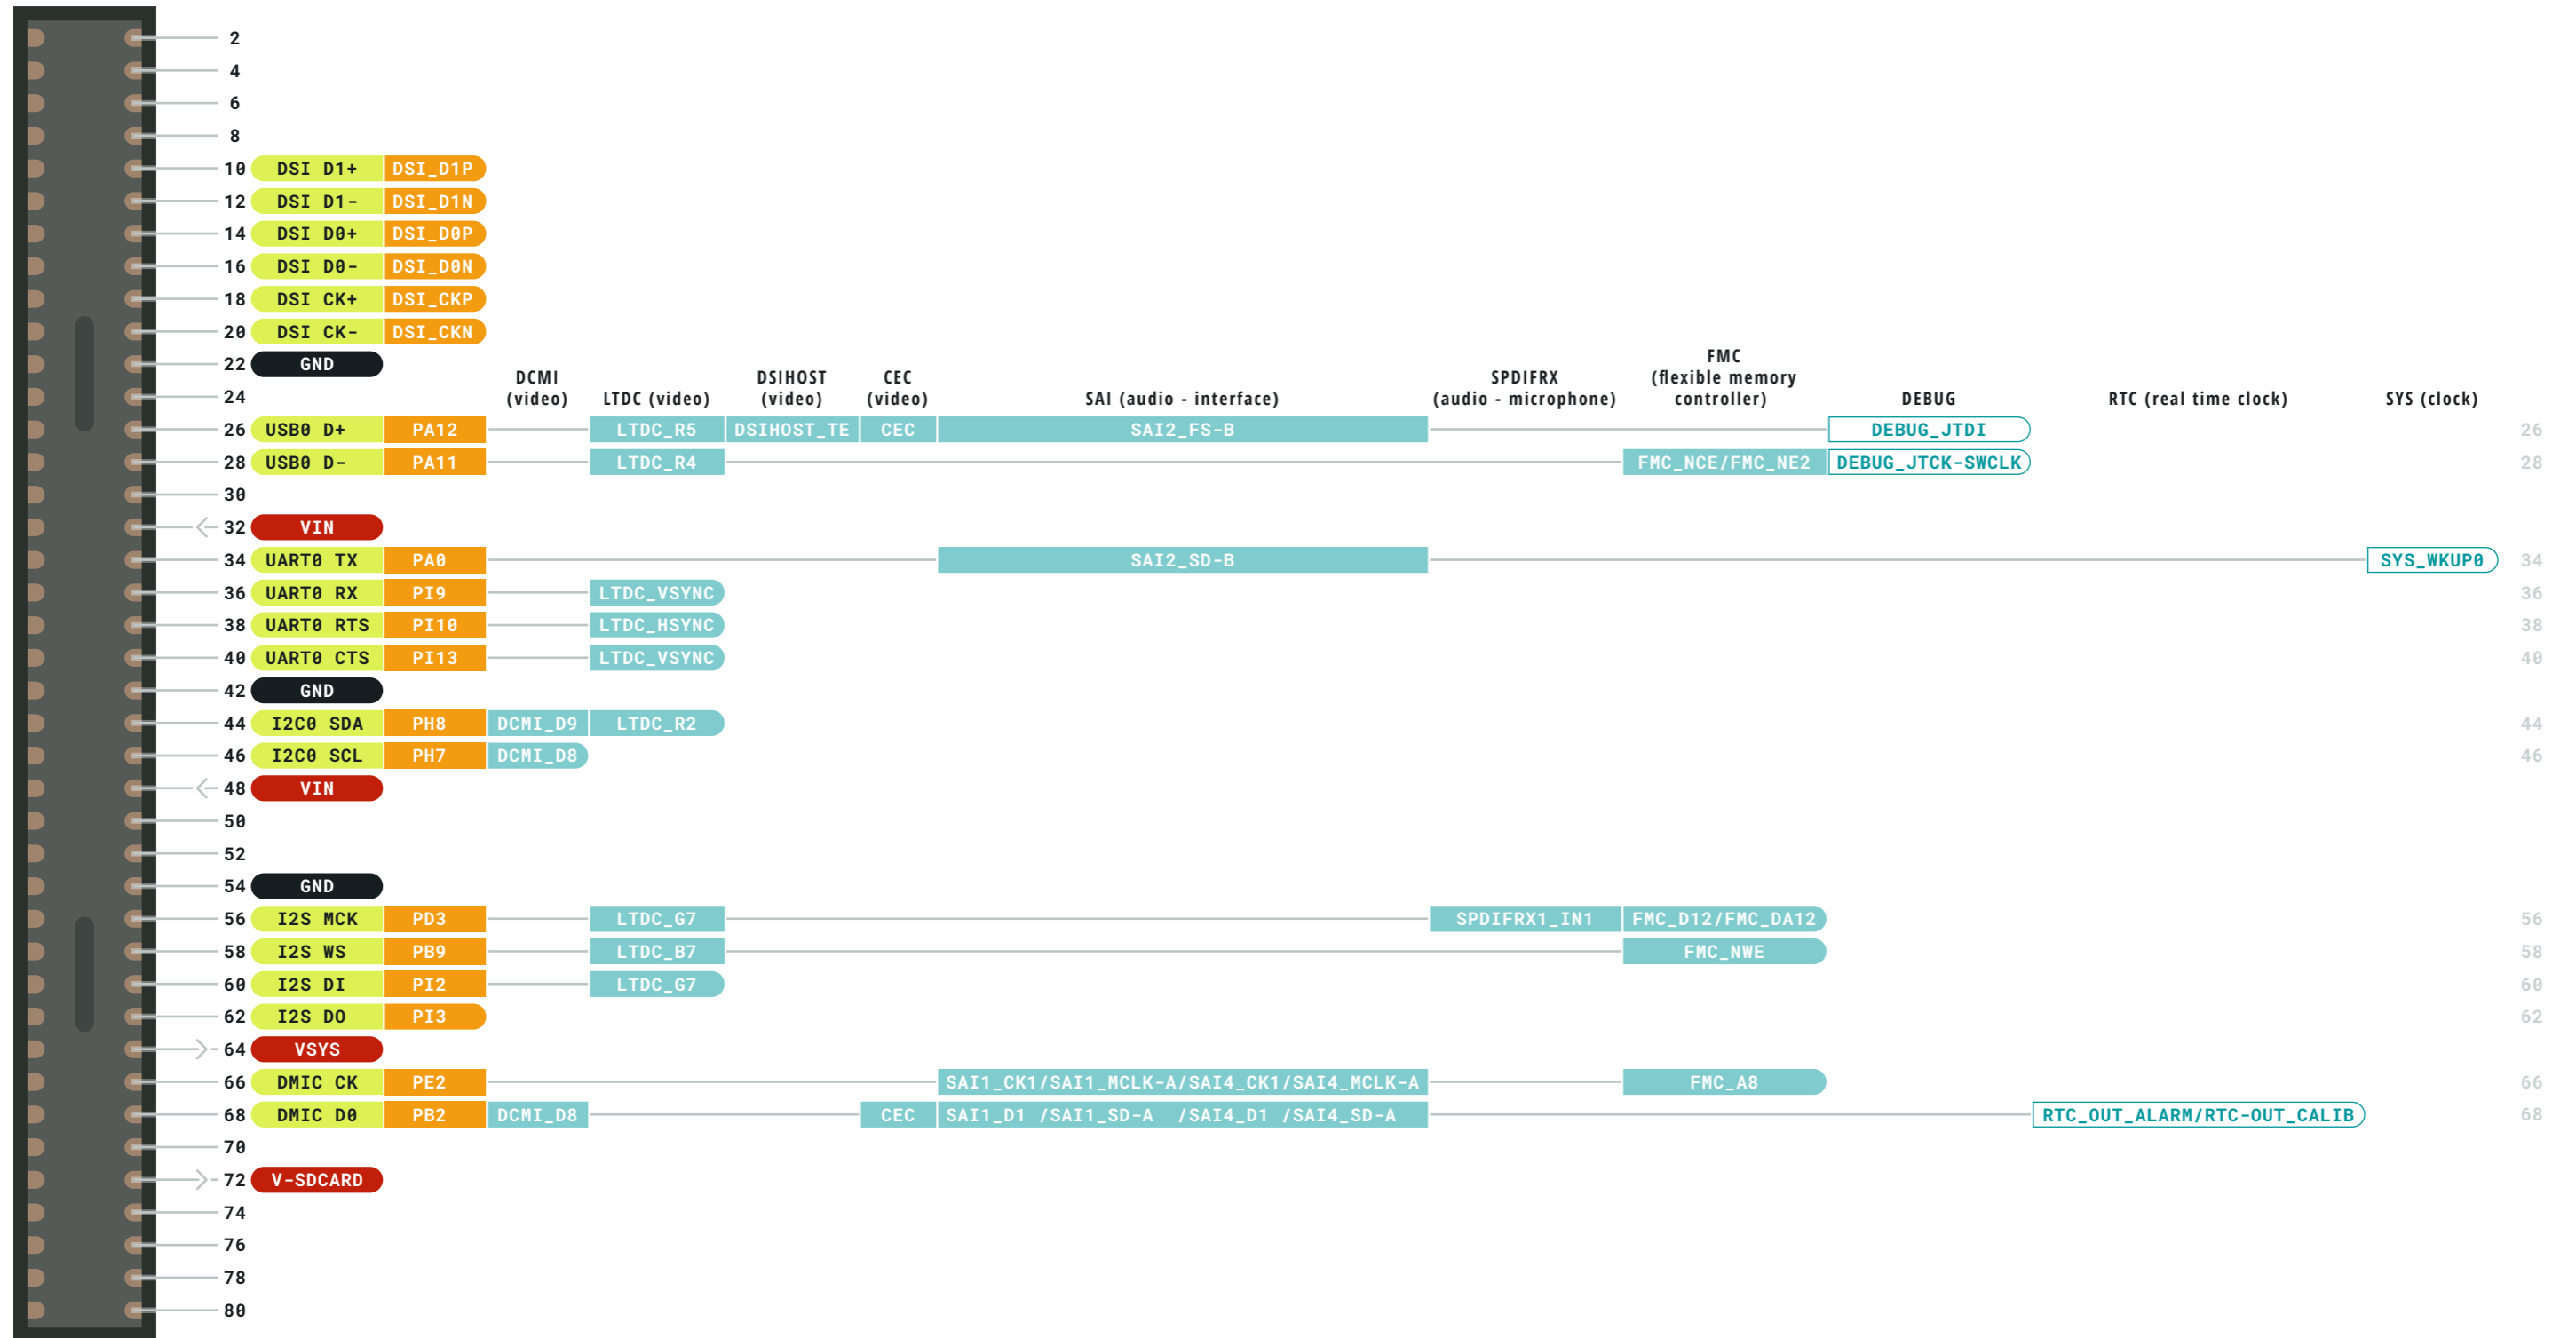 2
4
6
8
10 DSI D1+ DSI_D1P
12 DSI D1- DSI_D1N
14 DSI D0+ DSI_D0P
16 DSI D0- DSI_D0N
18 DSI CK+ DSI_CKP
20 DSI CK- DSI_CKN
22 GND
24
DCMI
(video)
LTDC (video)
DSIHOST
(video)
CEC
(video)
SAI (audio - interface)
SPDIFRX
(audio - microphone)
FMC
(flexible memory
controller)
DEBUG
RTC (real time clock)
SYS (clock)
26 USB0 D+ PA12 LTDC_R5 DSIHOST_TE CEC SAI2_FS-B DEBUG_JTDI 26
28 USB0 D- PA11 LTDC_R4 FMC_NCE/FMC_NE2 DEBUG_JTCK-SWCLK 28
30
32 VIN
34 UART0 TX PA0 SAI2_SD-B SYS_WKUP0 34
36 UART0 RX PI9 LTDC_VSYNC 36
38 UART0 RTS PI10 LTDC_HSYNC 38
40 UART0 CTS PI13 LTDC_VSYNC 40
42 GND
44 I2C0 SDA PH8 DCMI_D9 LTDC_R2 44
46 I2C0 SCL PH7 DCMI_D8 46
48 VIN
50
52
54 GND
56 I2S MCK PD3 LTDC_G7 SPDIFRX1_IN1 FMC_D12/FMC_DA12 56
58 I2S WS PB9 LTDC_B7 FMC_NWE 58
60 I2S DI PI2 LTDC_G7 60
62 I2S DO PI3 62
64 VSYS
66 DMIC CK PE2 SAI1_CK1/SAI1_MCLK-A/SAI4_CK1/SAI4_MCLK-A FMC_A8 66
68 DMIC D0 PB2 DCMI_D8 CEC SAI1_D1 /SAI1_SD-A /SAI4_D1 /SAI4_SD-A RTC_OUT_ALARM/RTC-OUT_CALIB 68
70
72 V-SDCARD
74
76
78
80